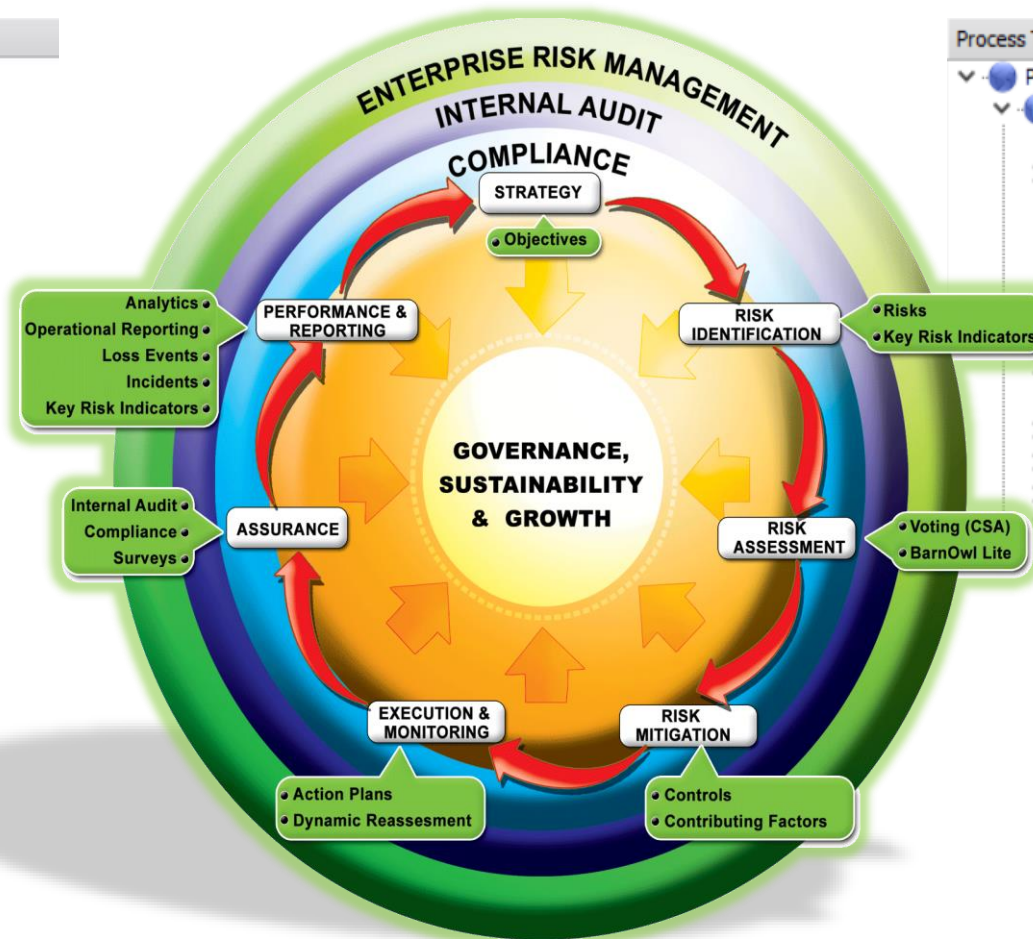 Process
ENTERPRISE RISK MANAGEMENT
INTERNAL AUDIT
COMPLIANCE
STRATEGY
Objectives
RISK
IDENTIFICATION
Risks
Key Risk Indicators
RISK
ASSESSMENT
Voting (CSA)
BarnOwl Lite
RISK
MITIGATION
Controls
Contributing Factors
EXECUTION &
MONITORING
Action Plans
Dynamic Reassesment
ASSURANCE
Internal Audit
Compliance
Surveys
PERFORMANCE &
REPORTING
Analytics
Operational Reporting
Loss Events
Incidents
Key Risk Indicators
GOVERNANCE,
SUSTAINABILITY
& GROWTH